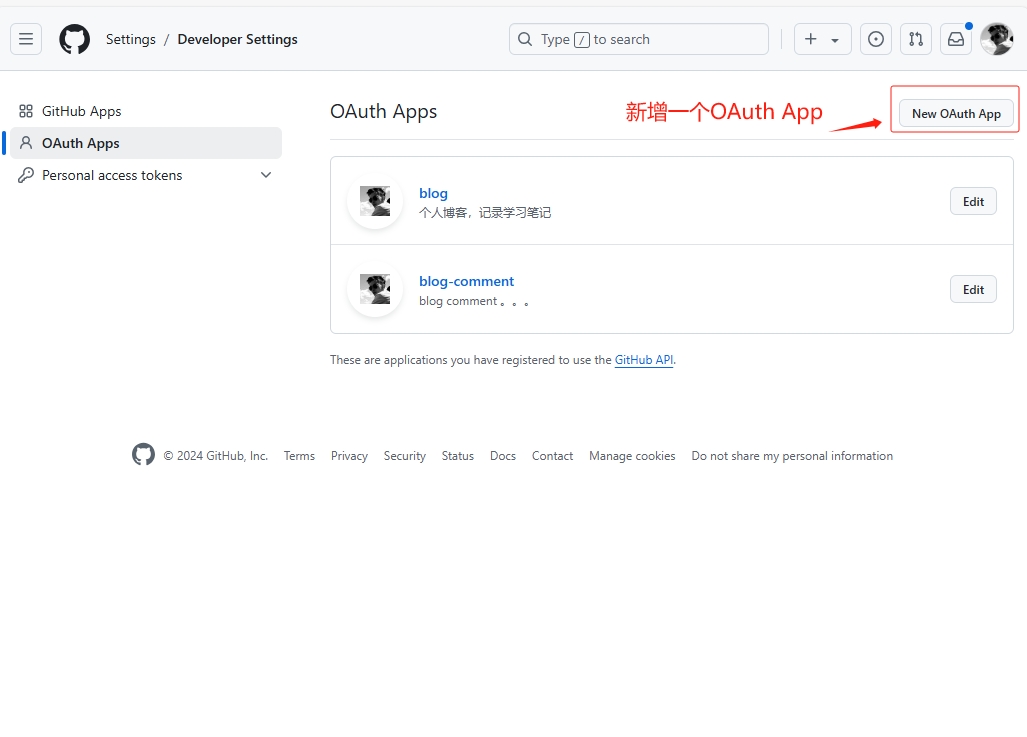 Settings / Developer Settings
Type / to search
GitHub Apps
OAuth Apps
Personal access tokens
OAuth Apps
新增一个OAuth App
New OAuth App
blog
个人博客，记录学习笔记
Edit
blog-comment
blog comment 。。。
Edit
These are applications you have registered to use the GitHub API.
© 2024 GitHub, Inc. Terms Privacy Security Status Docs Contact Manage cookies Do not share my personal information